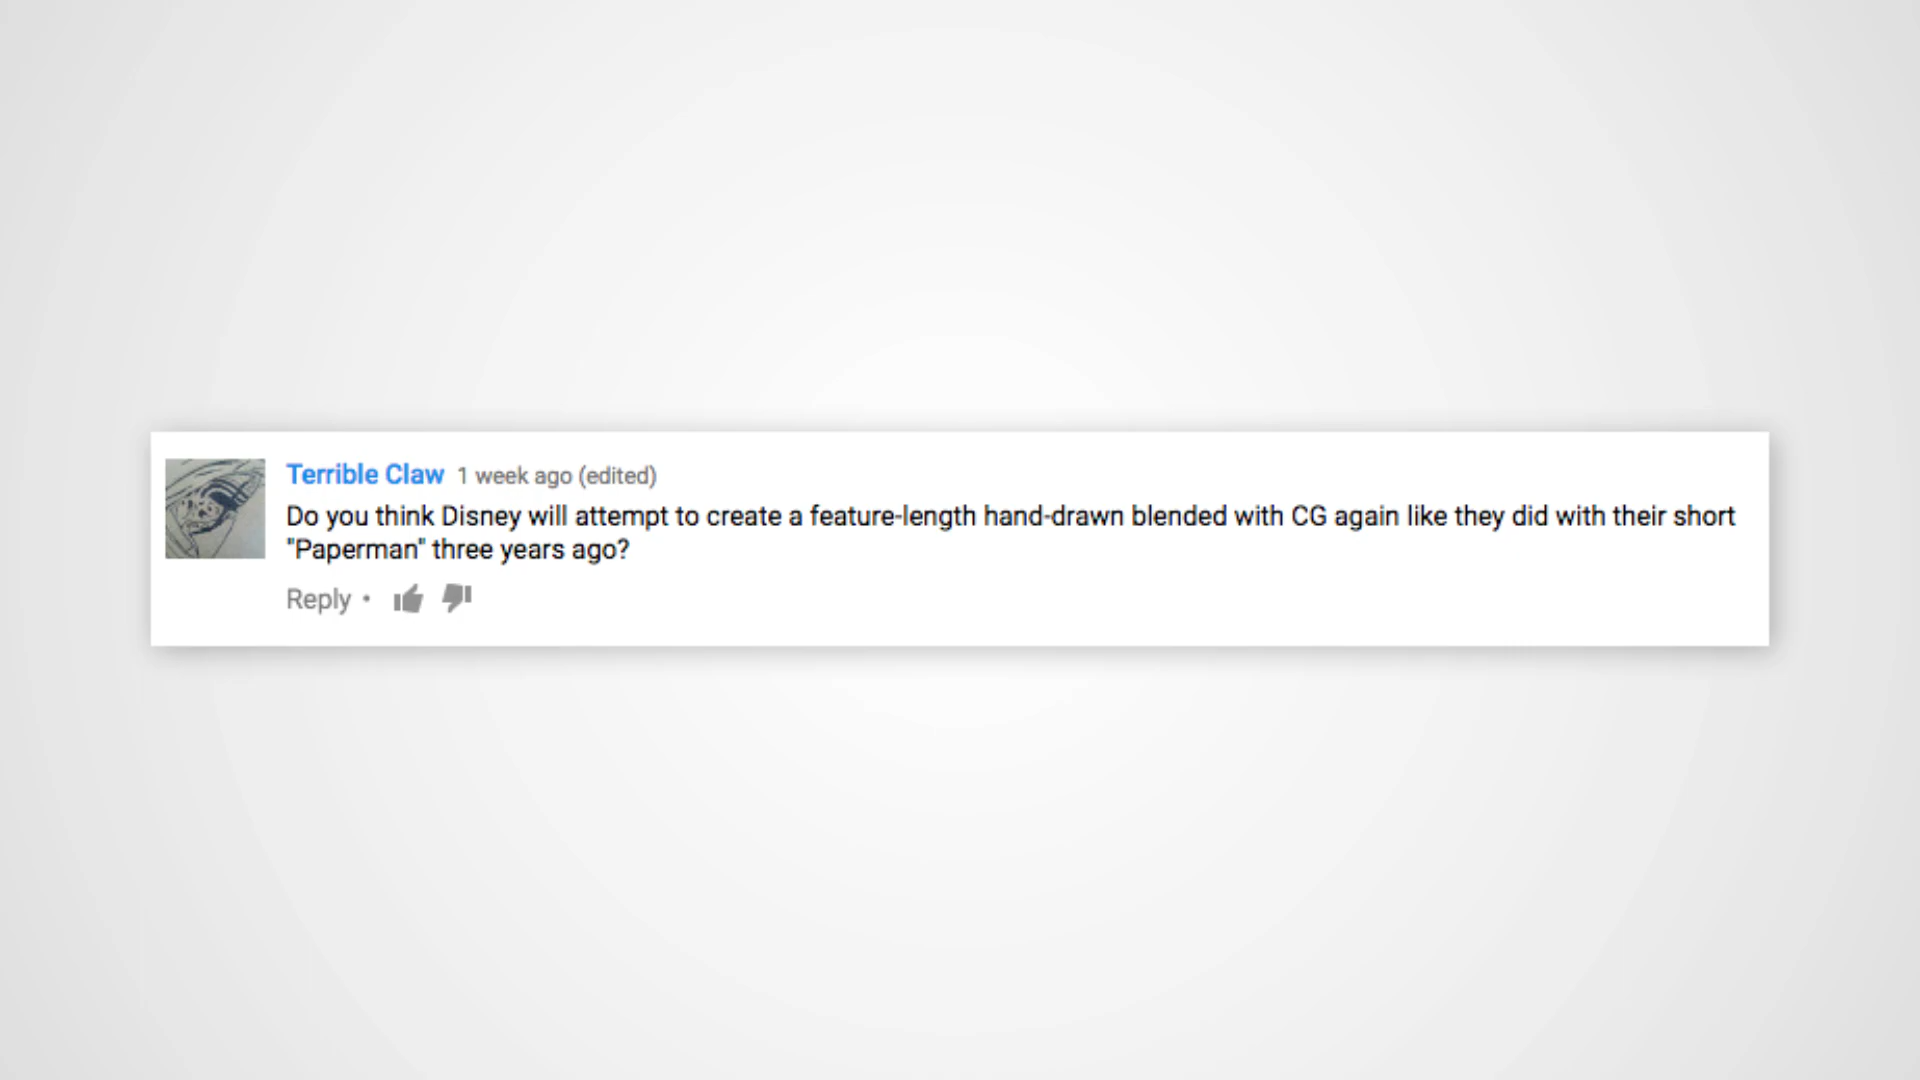 Terrible Claw 1 week ago (edited)
Do you think Disney will attempt to create a feature-length hand-drawn blended with CG again like they did with their short
"Paperman" three years ago?
Reply •